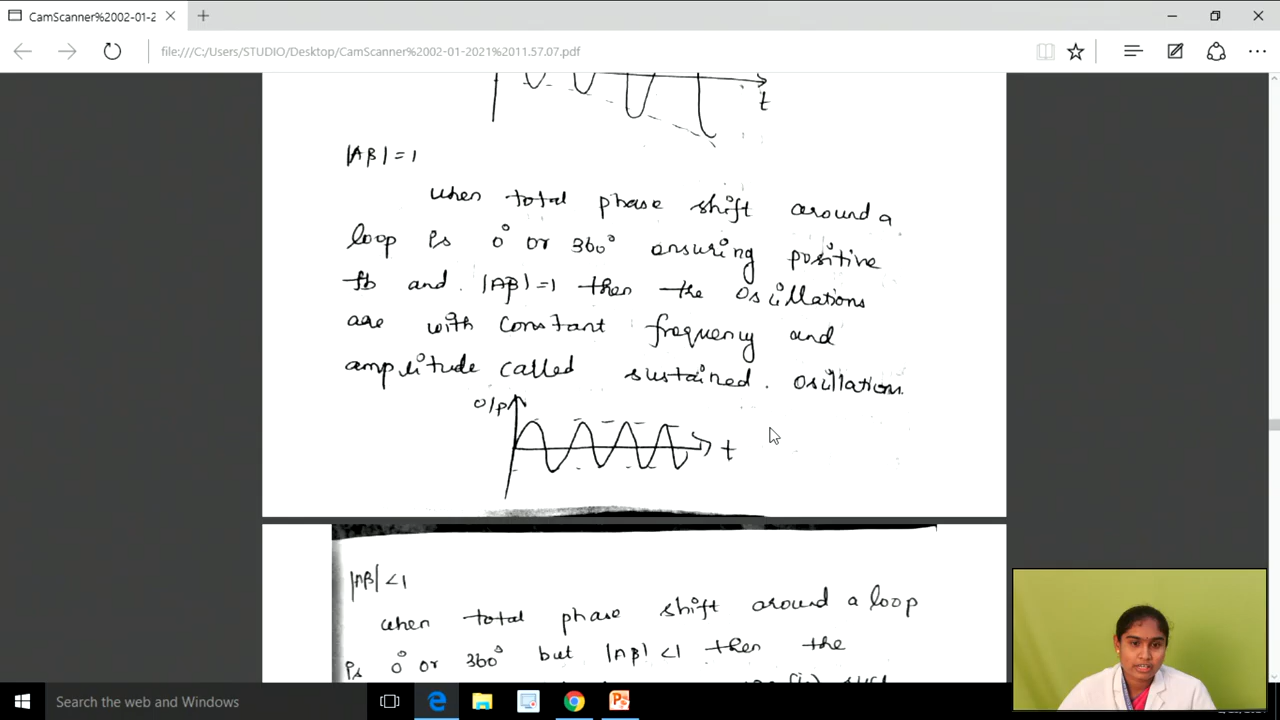 CamScanner%2002-01-2
file:///C:/Users/STUDIO/Desktop/CamScanner%2002-01-2021%2011.57.07.pdf
t
|Aβ|=1
when total phase shift around a
loop is 0° or 360° ensuring positive
fb and. |Aβ|=1 then the oscillations
are with constant frequency and
amplitude called sustained. osillation.
o/p
t
|Aβ|<1
when total phase shift around a loop
is 0° or 360° but |Aβ|<1 then the
Search the web and Windows